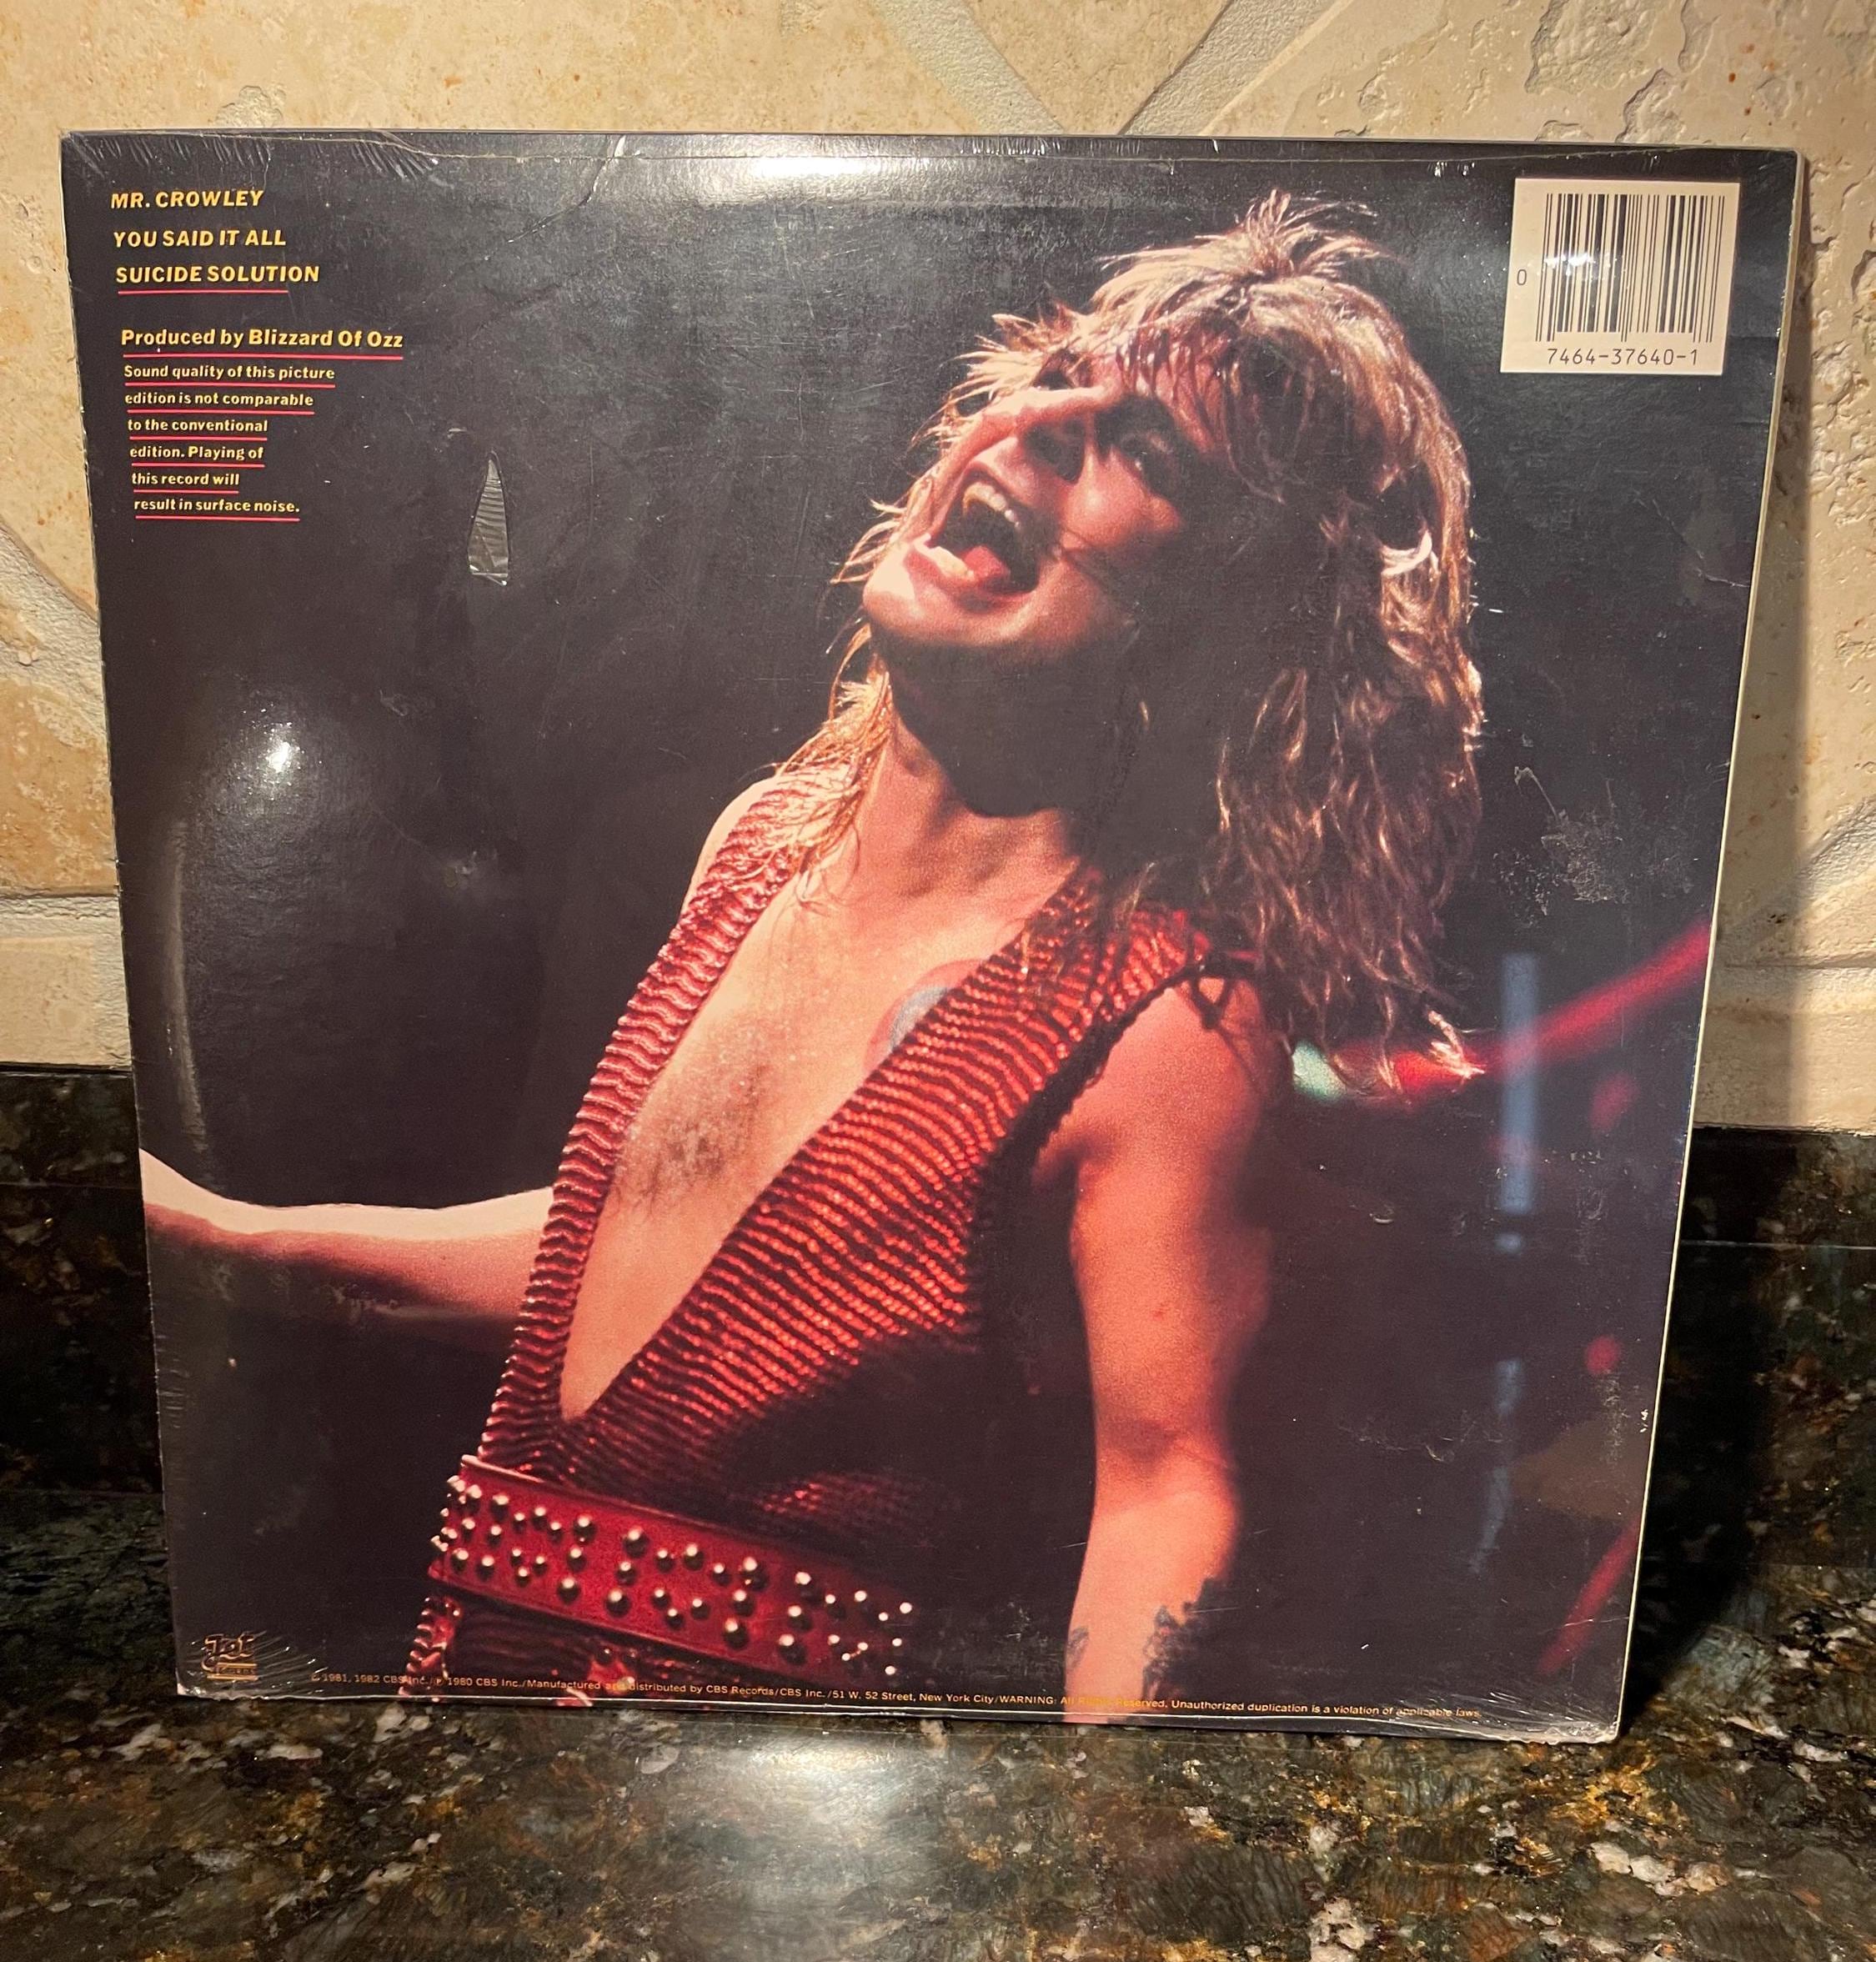 MR. CROWLEY
YOU SAID IT ALL
SUICIDE SOLUTION
Produced by Blizzard Of Ozz
Sound quality of this picture
edition is not comparable
to the conventional
edition. Playing of
this record will
result in surface noise.
0
7464-37640-1
Jet
RECORDS
© 1981, 1982 CBS Inc./℗ 1980 CBS Inc./Manufactured and distributed by CBS Records/CBS Inc./51 W. 52 Street, New York City/WARNING: All Rights Reserved. Unauthorized duplication is a violation of applicable laws.